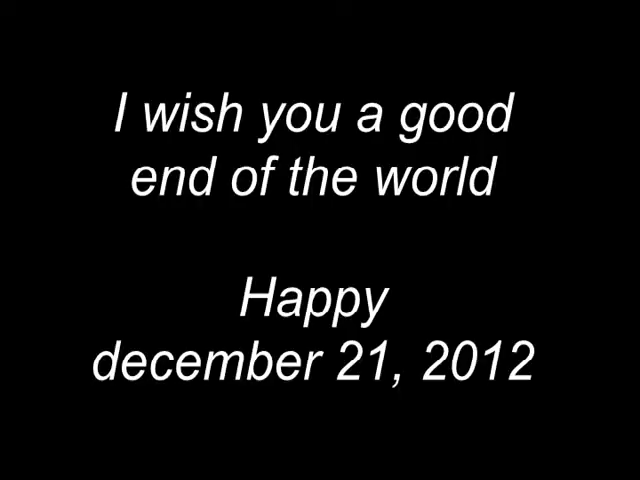 I wish you a good
end of the world
Happy
december 21, 2012